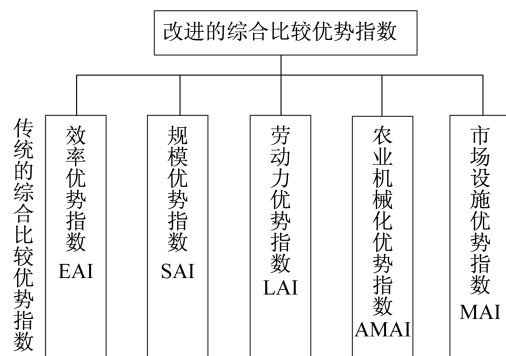 改进的综合比较优势指数
传统的综合比较优势指数
效率优势指数
EAI
规模优势指数
SAI
劳动力优势指数
LAI
农业机械化优势指数
AMAI
市场设施优势指数
MAI